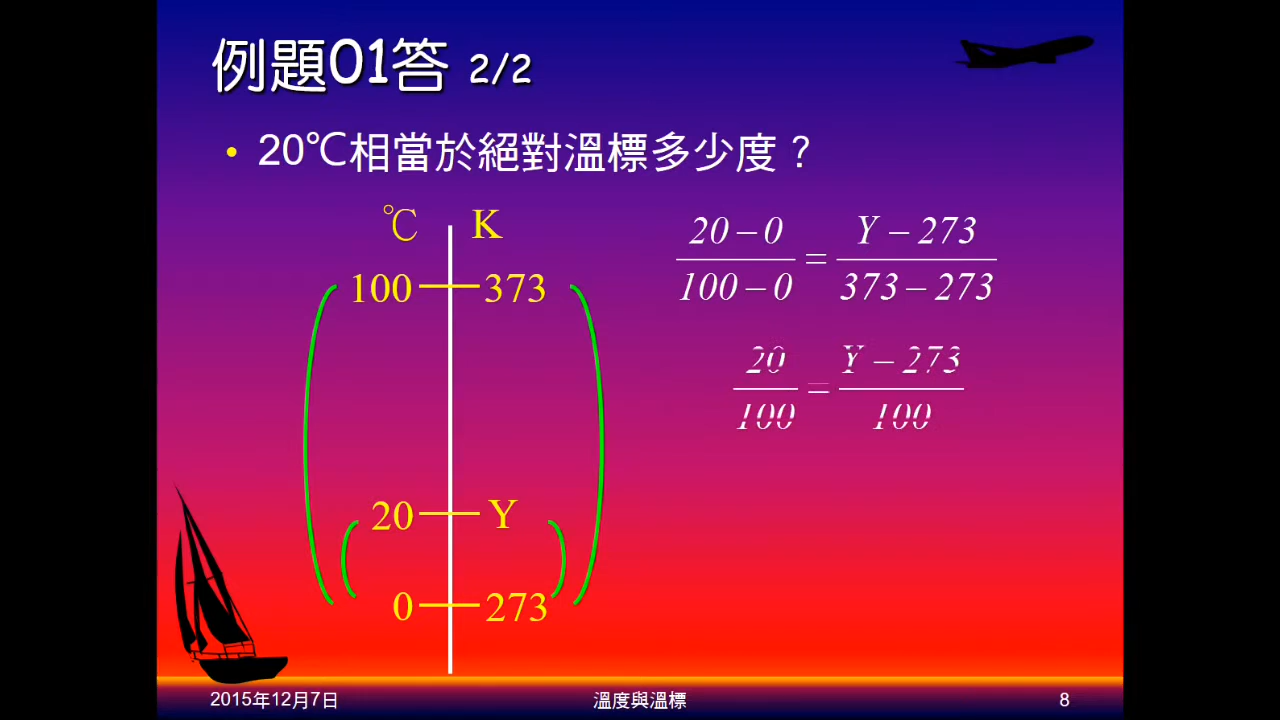 例題01答 2/2
• 20℃相當於絕對溫標多少度？
℃ K
100 373
20 Y
0 273
20－0 / 100－0 = Y－273 / 373－273
20 / 100 = Y－273 / 100
2015年12月7日 溫度與溫標 8